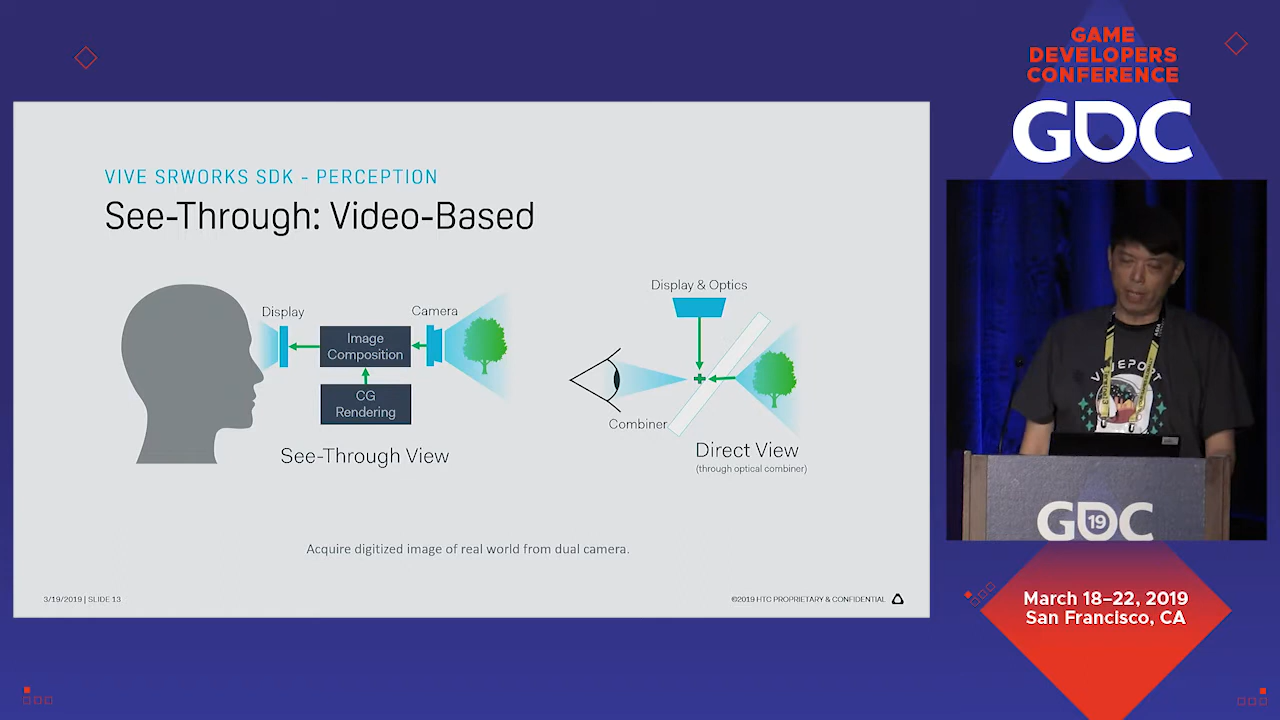 GAME
DEVELOPERS
CONFERENCE
GDC
VIVE SRWORKS SDK - PERCEPTION
See-Through: Video-Based
Display
Camera
Image
Composition
CG
Rendering
See-Through View
Display & Optics
Combiner
Direct View
(through optical combiner)
Acquire digitized image of real world from dual camera.
3/19/2019 | SLIDE 13
©2019 HTC PROPRIETARY & CONFIDENTIAL
VIVEPORT
GDC
19
March 18–22, 2019
San Francisco, CA